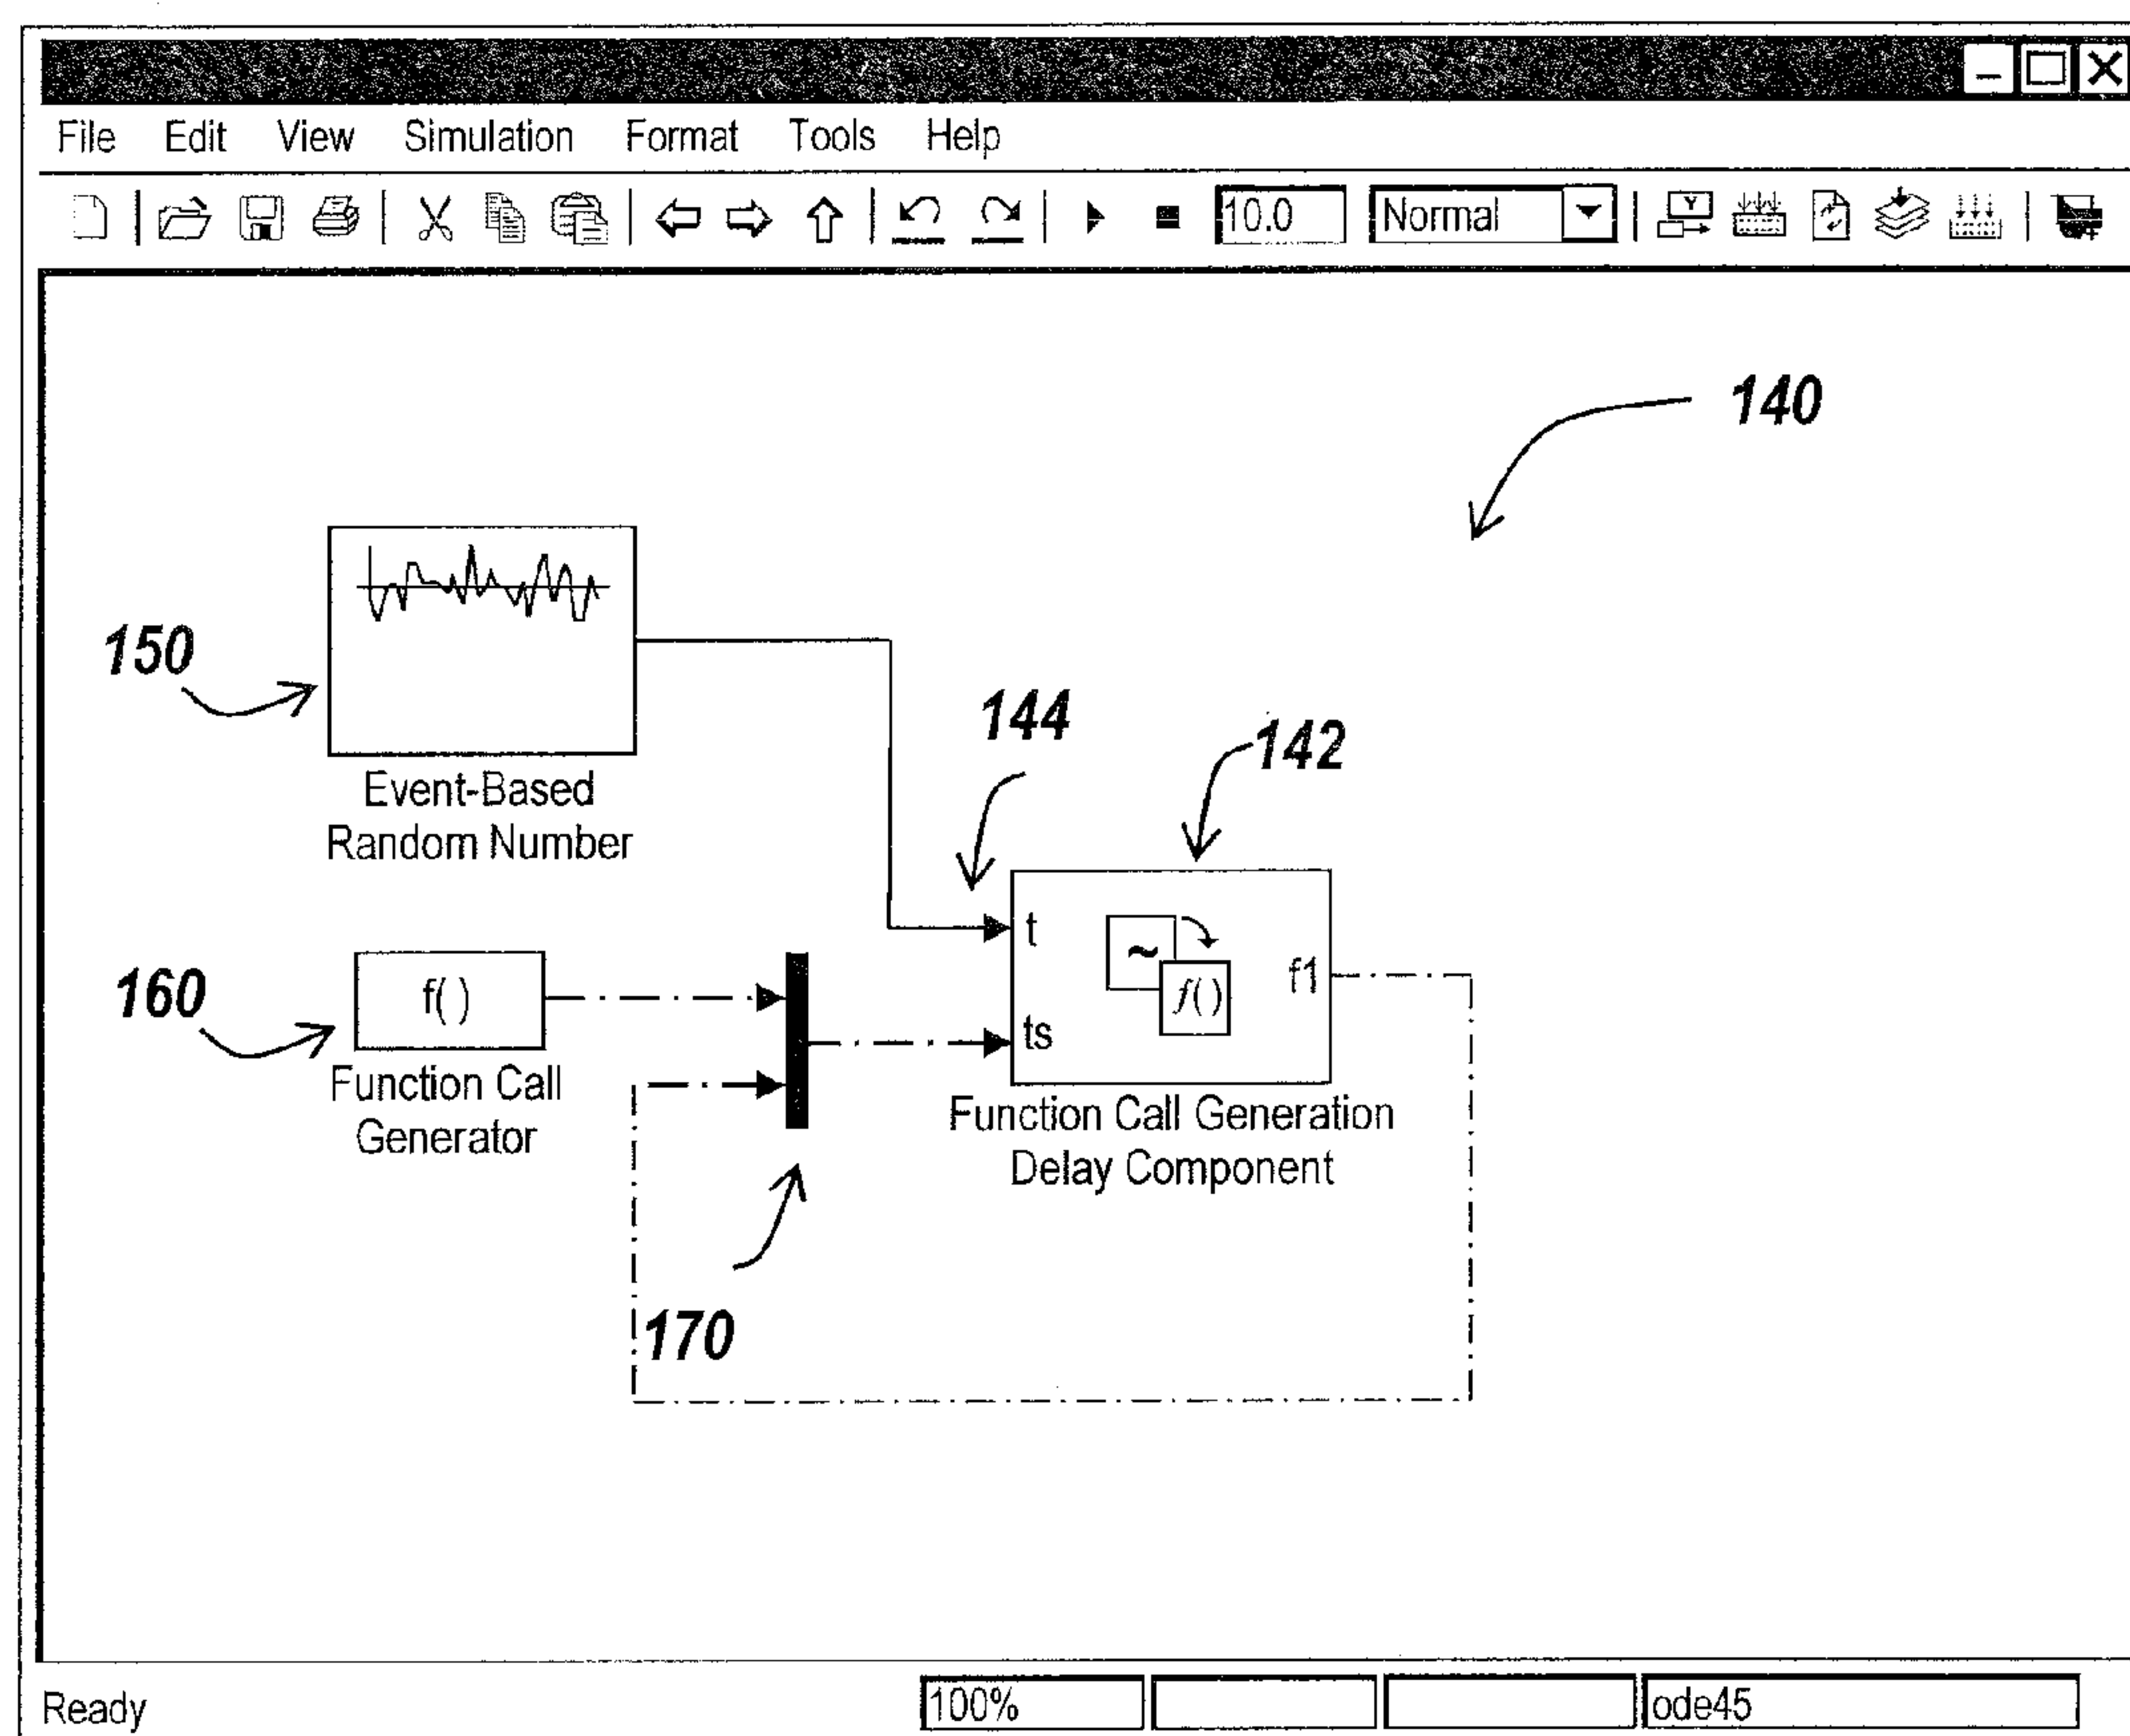 File Edit View Simulation Format Tools Help
10.0 Normal Y
140
150
Event-Based
Random Number
144
142
t
~
f()
f1
160
f( )
ts
Function Call
Generator
Function Call Generation
Delay Component
170
Ready 100% ode45